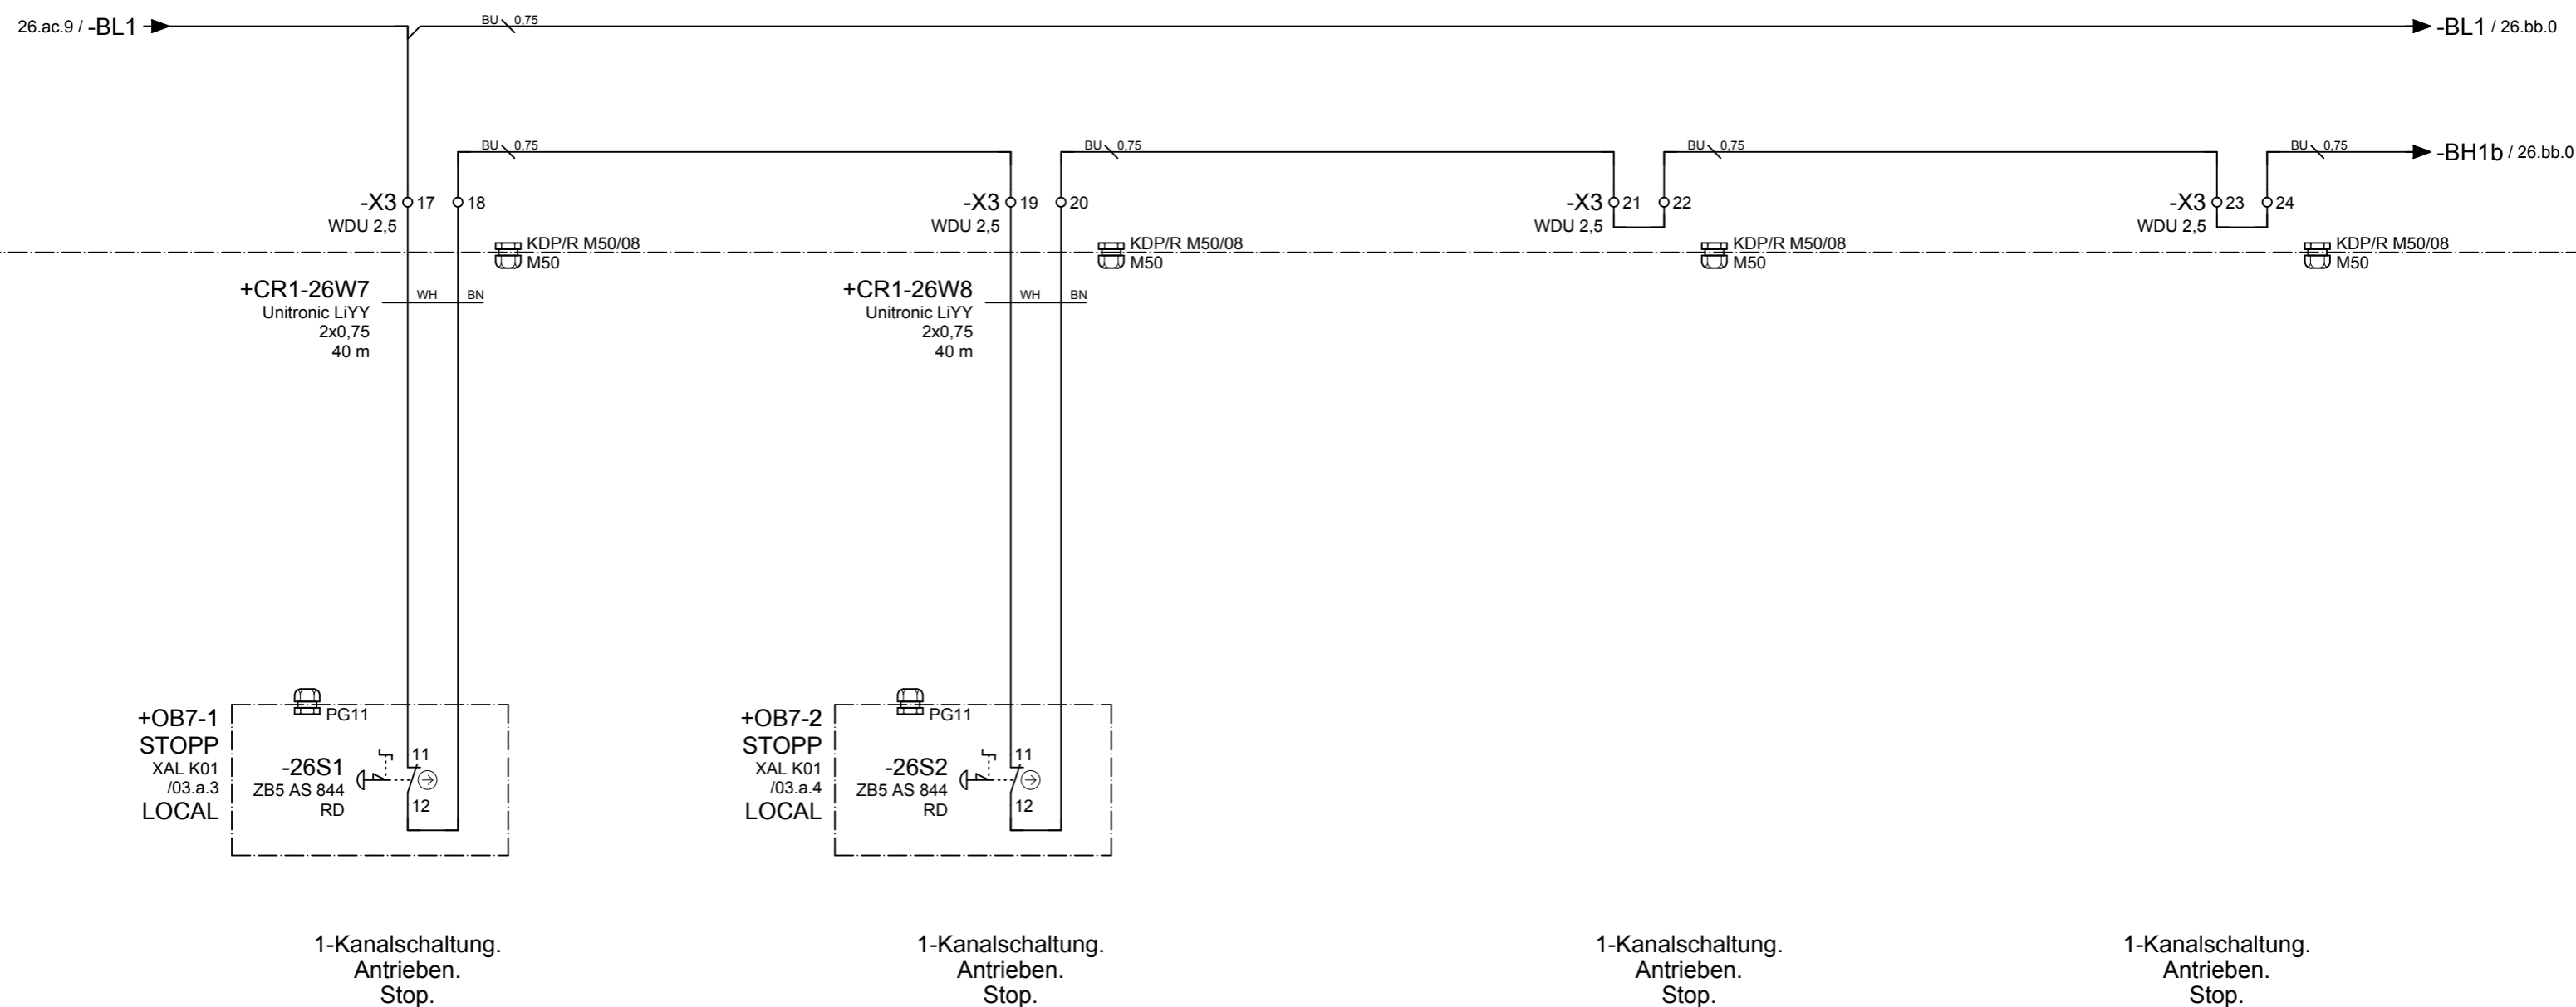 26.ac.9 / -BL1
BU 0,75
-BL1 / 26.bb.0
BU 0,75
BU 0,75
BU 0,75
BU 0,75
-BH1b / 26.bb.0
-X3 17 18
WDU 2,5
-X3 19 20
WDU 2,5
-X3 21 22
WDU 2,5
-X3 23 24
WDU 2,5
KDP/R M50/08
M50
KDP/R M50/08
M50
KDP/R M50/08
M50
KDP/R M50/08
M50
+CR1-26W7
WH BN
Unitronic LiYY
2x0,75
40 m
+CR1-26W8
WH BN
Unitronic LiYY
2x0,75
40 m
+OB7-1
STOPP
XAL K01
/03.a.3
LOCAL
PG11
-26S1
ZB5 AS 844
RD
11
12
+OB7-2
STOPP
XAL K01
/03.a.4
LOCAL
PG11
-26S2
ZB5 AS 844
RD
11
12
1-Kanalschaltung.
Antrieben.
Stop.
1-Kanalschaltung.
Antrieben.
Stop.
1-Kanalschaltung.
Antrieben.
Stop.
1-Kanalschaltung.
Antrieben.
Stop.